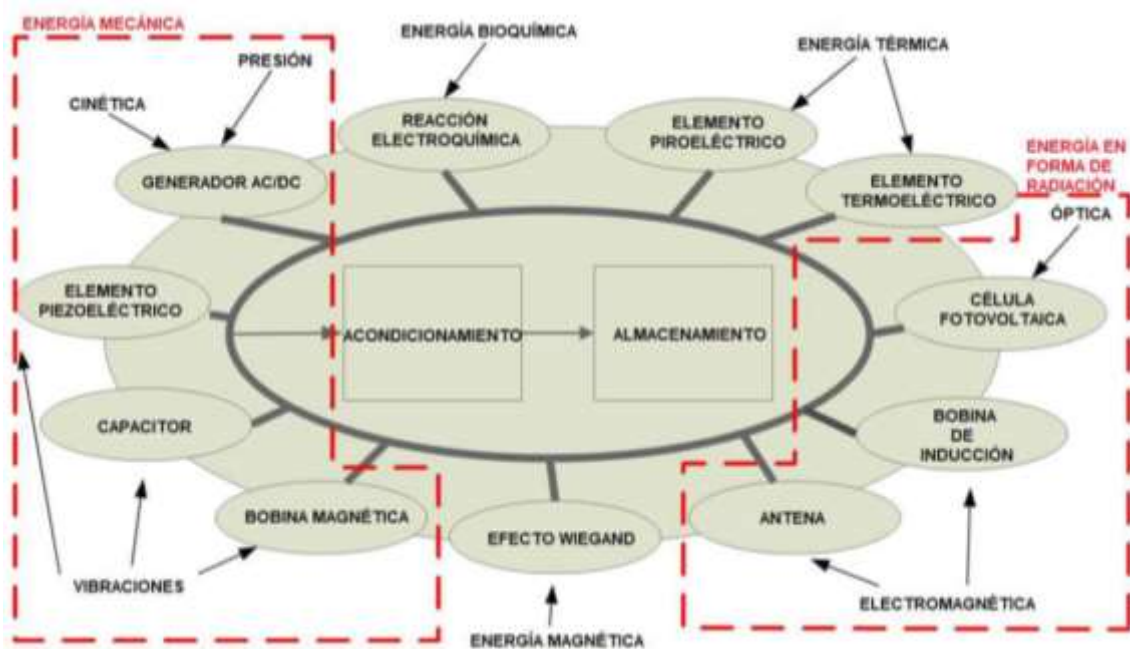 ENERGÍA MECÁNICA
PRESIÓN
CINÉTICA
GENERADOR AC/DC
ENERGÍA BIOQUÍMICA
REACCIÓN
ELECTROQUÍMICA
ENERGÍA TÉRMICA
ELEMENTO
PIROELÉCTRICO
ELEMENTO
TERMOELÉCTRICO
ENERGÍA EN
FORMA DE
RADIACIÓN
ÓPTICA
CÉLULA
FOTOVOLTAICA
ELEMENTO
PIEZOELÉCTRICO
ACONDICIONAMIENTO
ALMACENAMIENTO
CAPACITOR
BOBINA
DE
INDUCCIÓN
BOBINA MAGNÉTICA
EFECTO WIEGAND
ANTENA
VIBRACIONES
ELECTROMAGNÉTICA
ENERGÍA MAGNÉTICA